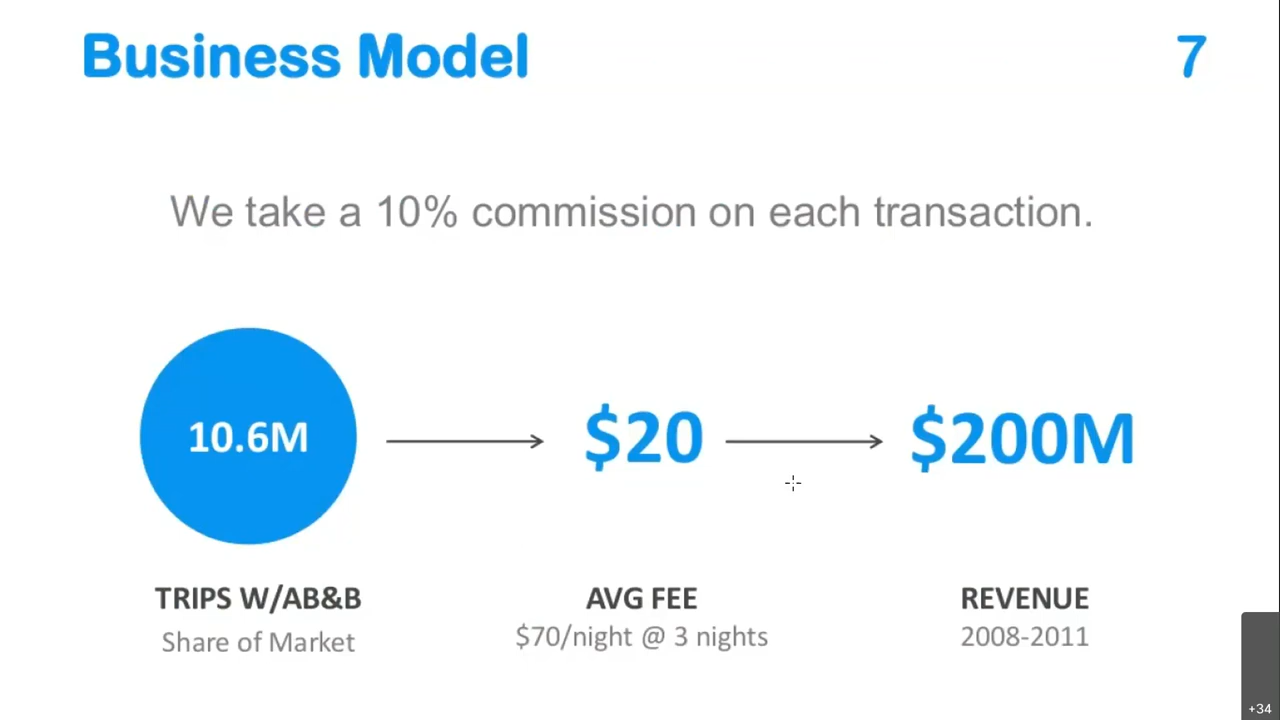 Business Model
7
We take a 10% commission on each transaction.
10.6M
$20
$200M
TRIPS W/AB&B
Share of Market
AVG FEE
$70/night @ 3 nights
REVENUE
2008-2011
+34